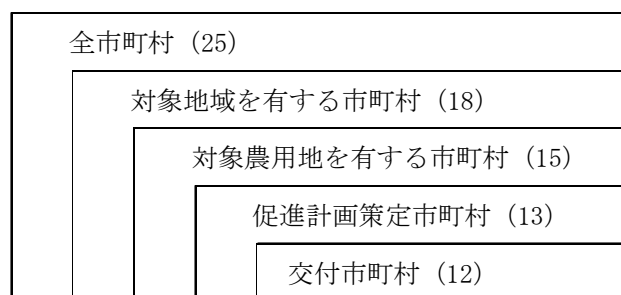 全市町村（25）
対象地域を有する市町村（18）
対象農用地を有する市町村（15）
促進計画策定市町村（13）
交付市町村（12）